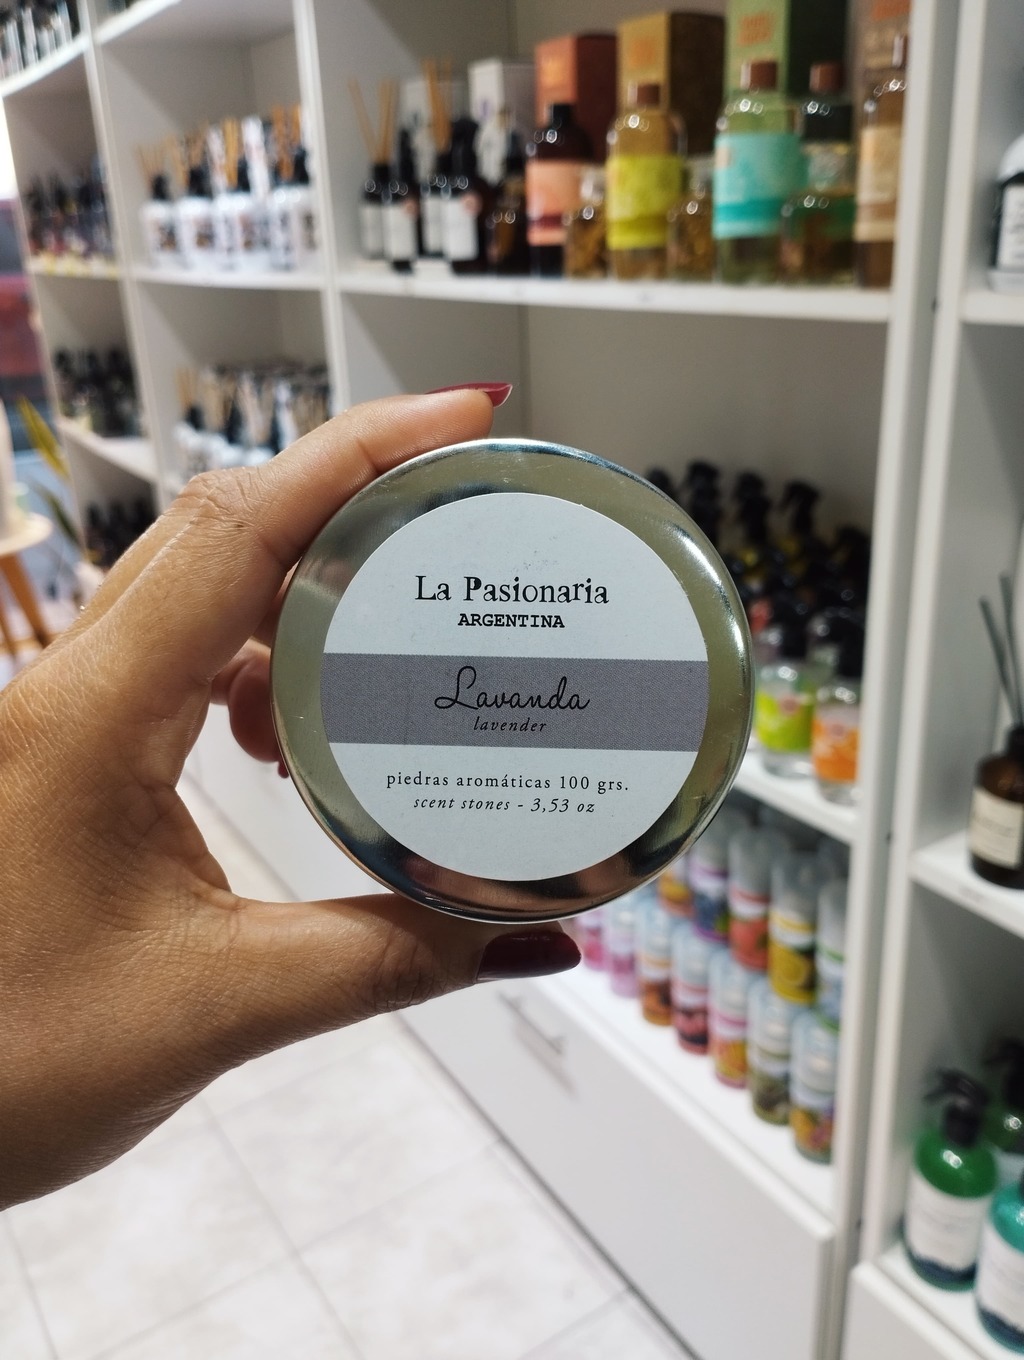 La Pasionaria
ARGENTINA
Lavanda
lavender
piedras aromáticas 100 grs.
scent stones - 3,53 oz